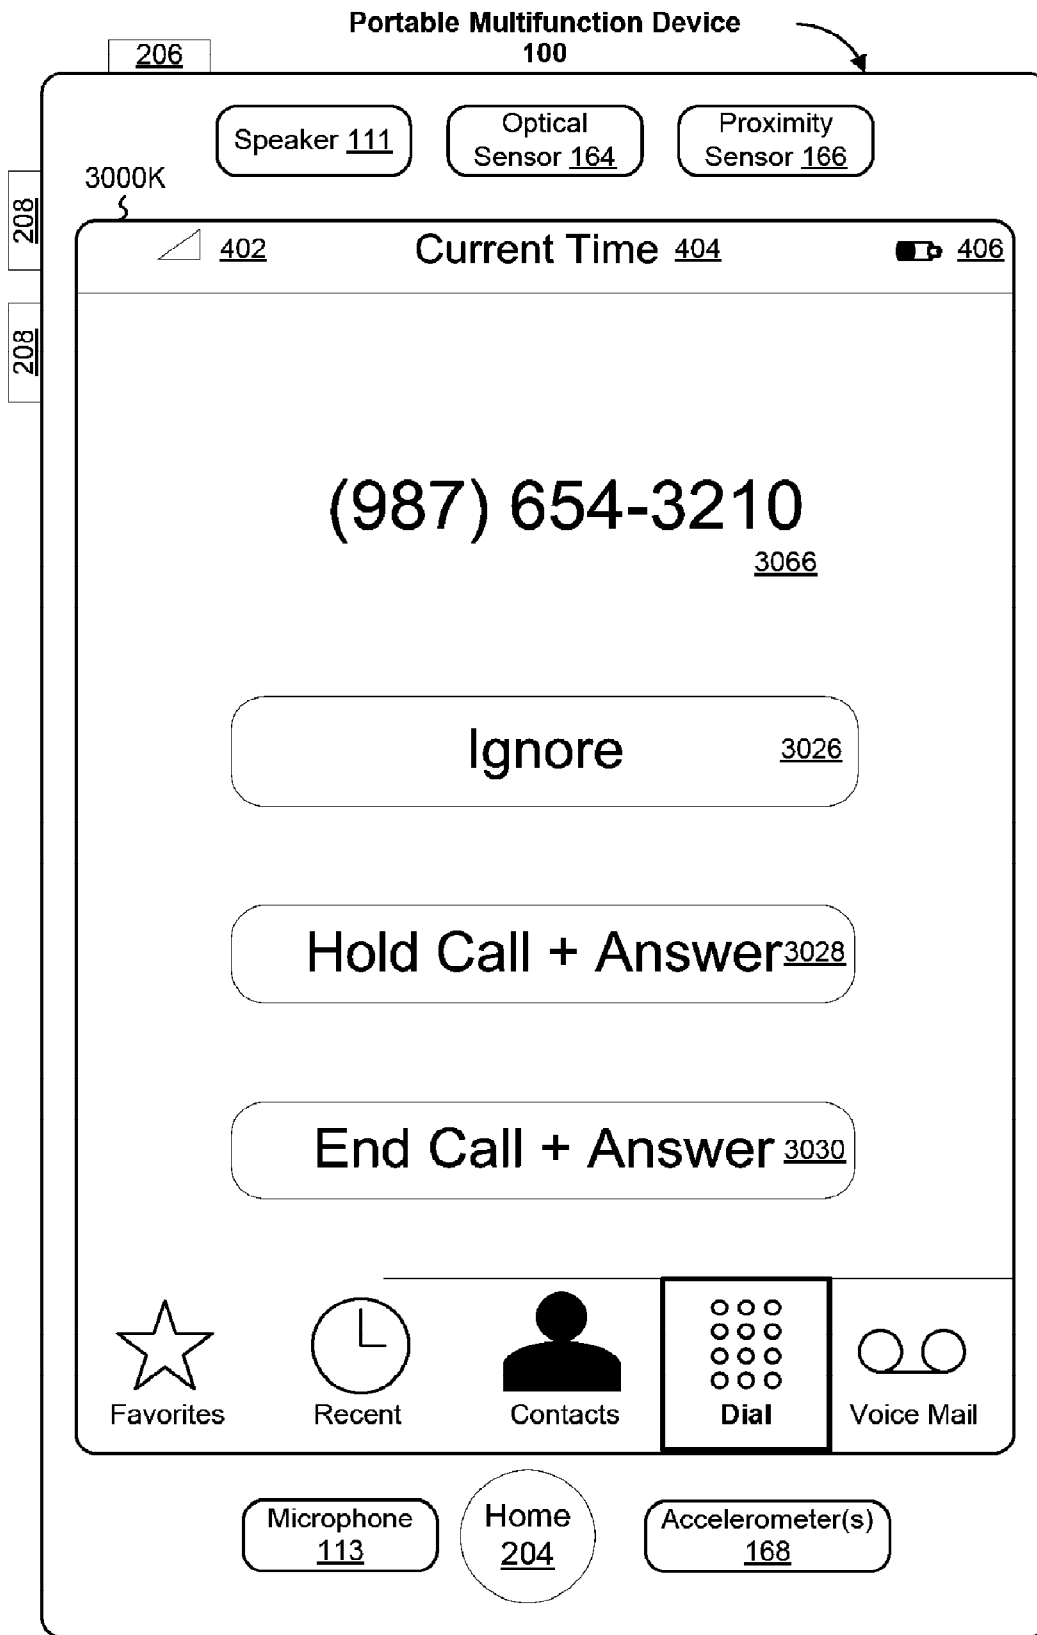 Portable Multifunction Device
100
206
Speaker 111
Optical
Sensor 164
Proximity
Sensor 166
3000K
208
208
402
Current Time 404
406
(987) 654-3210
3066
Ignore 3026
Hold Call + Answer 3028
End Call + Answer 3030
Favorites
Recent
Contacts
Dial
Voice Mail
Microphone
113
Home
204
Accelerometer(s)
168